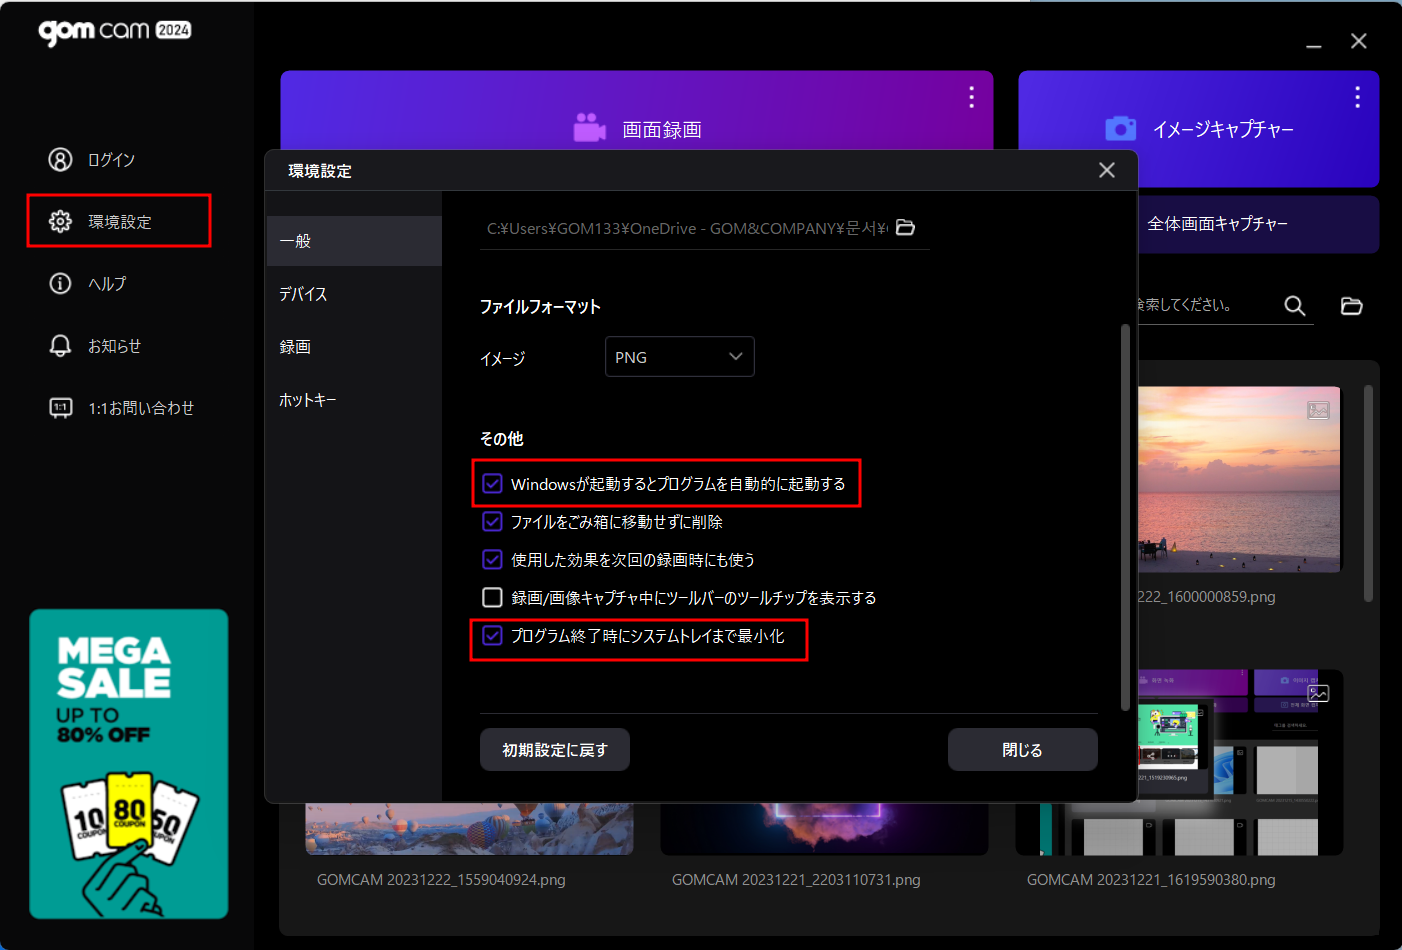 gom cam 2024
ログイン
環境設定
ヘルプ
お知らせ
1:1
1:1お問い合わせ
MEGA
SALE
UP TO
80% OFF
10
COUPON
80
COUPON
50
COUPON
画面録画
イメージキャプチャー
全体画面キャプチャー
検索してください。
環境設定
一般
デバイス
録画
ホットキー
C:¥Users¥GOM133¥OneDrive - GOM&COMPANY¥문서¥
ファイルフォーマット
イメージ
PNG
その他
Windowsが起動するとプログラムを自動的に起動する
ファイルをごみ箱に移動せずに削除
使用した効果を次回の録画時にも使う
録画/画像キャプチャ中にツールバーのツールチップを表示する
プログラム終了時にシステムトレイまで最小化
初期設定に戻す
閉じる
222_1600000859.png
화면 녹화
221_1519230965.png
GOMCAM 20231222_1559040924.png
GOMCAM 20231221_2203110731.png
GOMCAM 20231221_1619590380.png